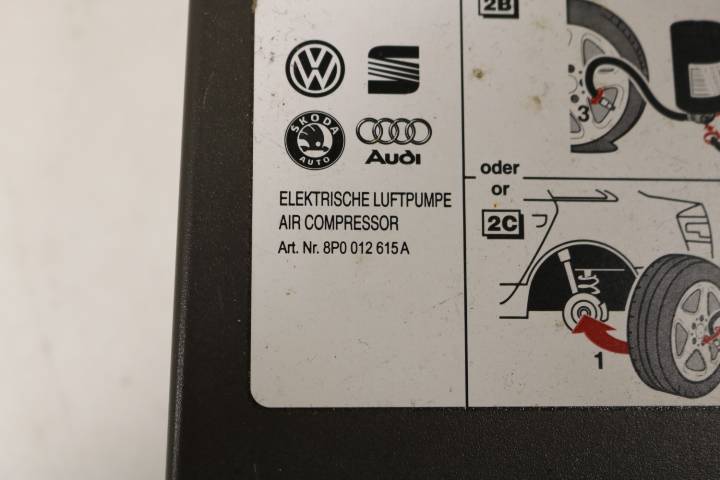 2B
3
ŠKODA
AUTO
Audi
ELEKTRISCHE LUFTPUMPE
AIR COMPRESSOR
Art. Nr. 8P0 012 615 A
oder
or
2C
1